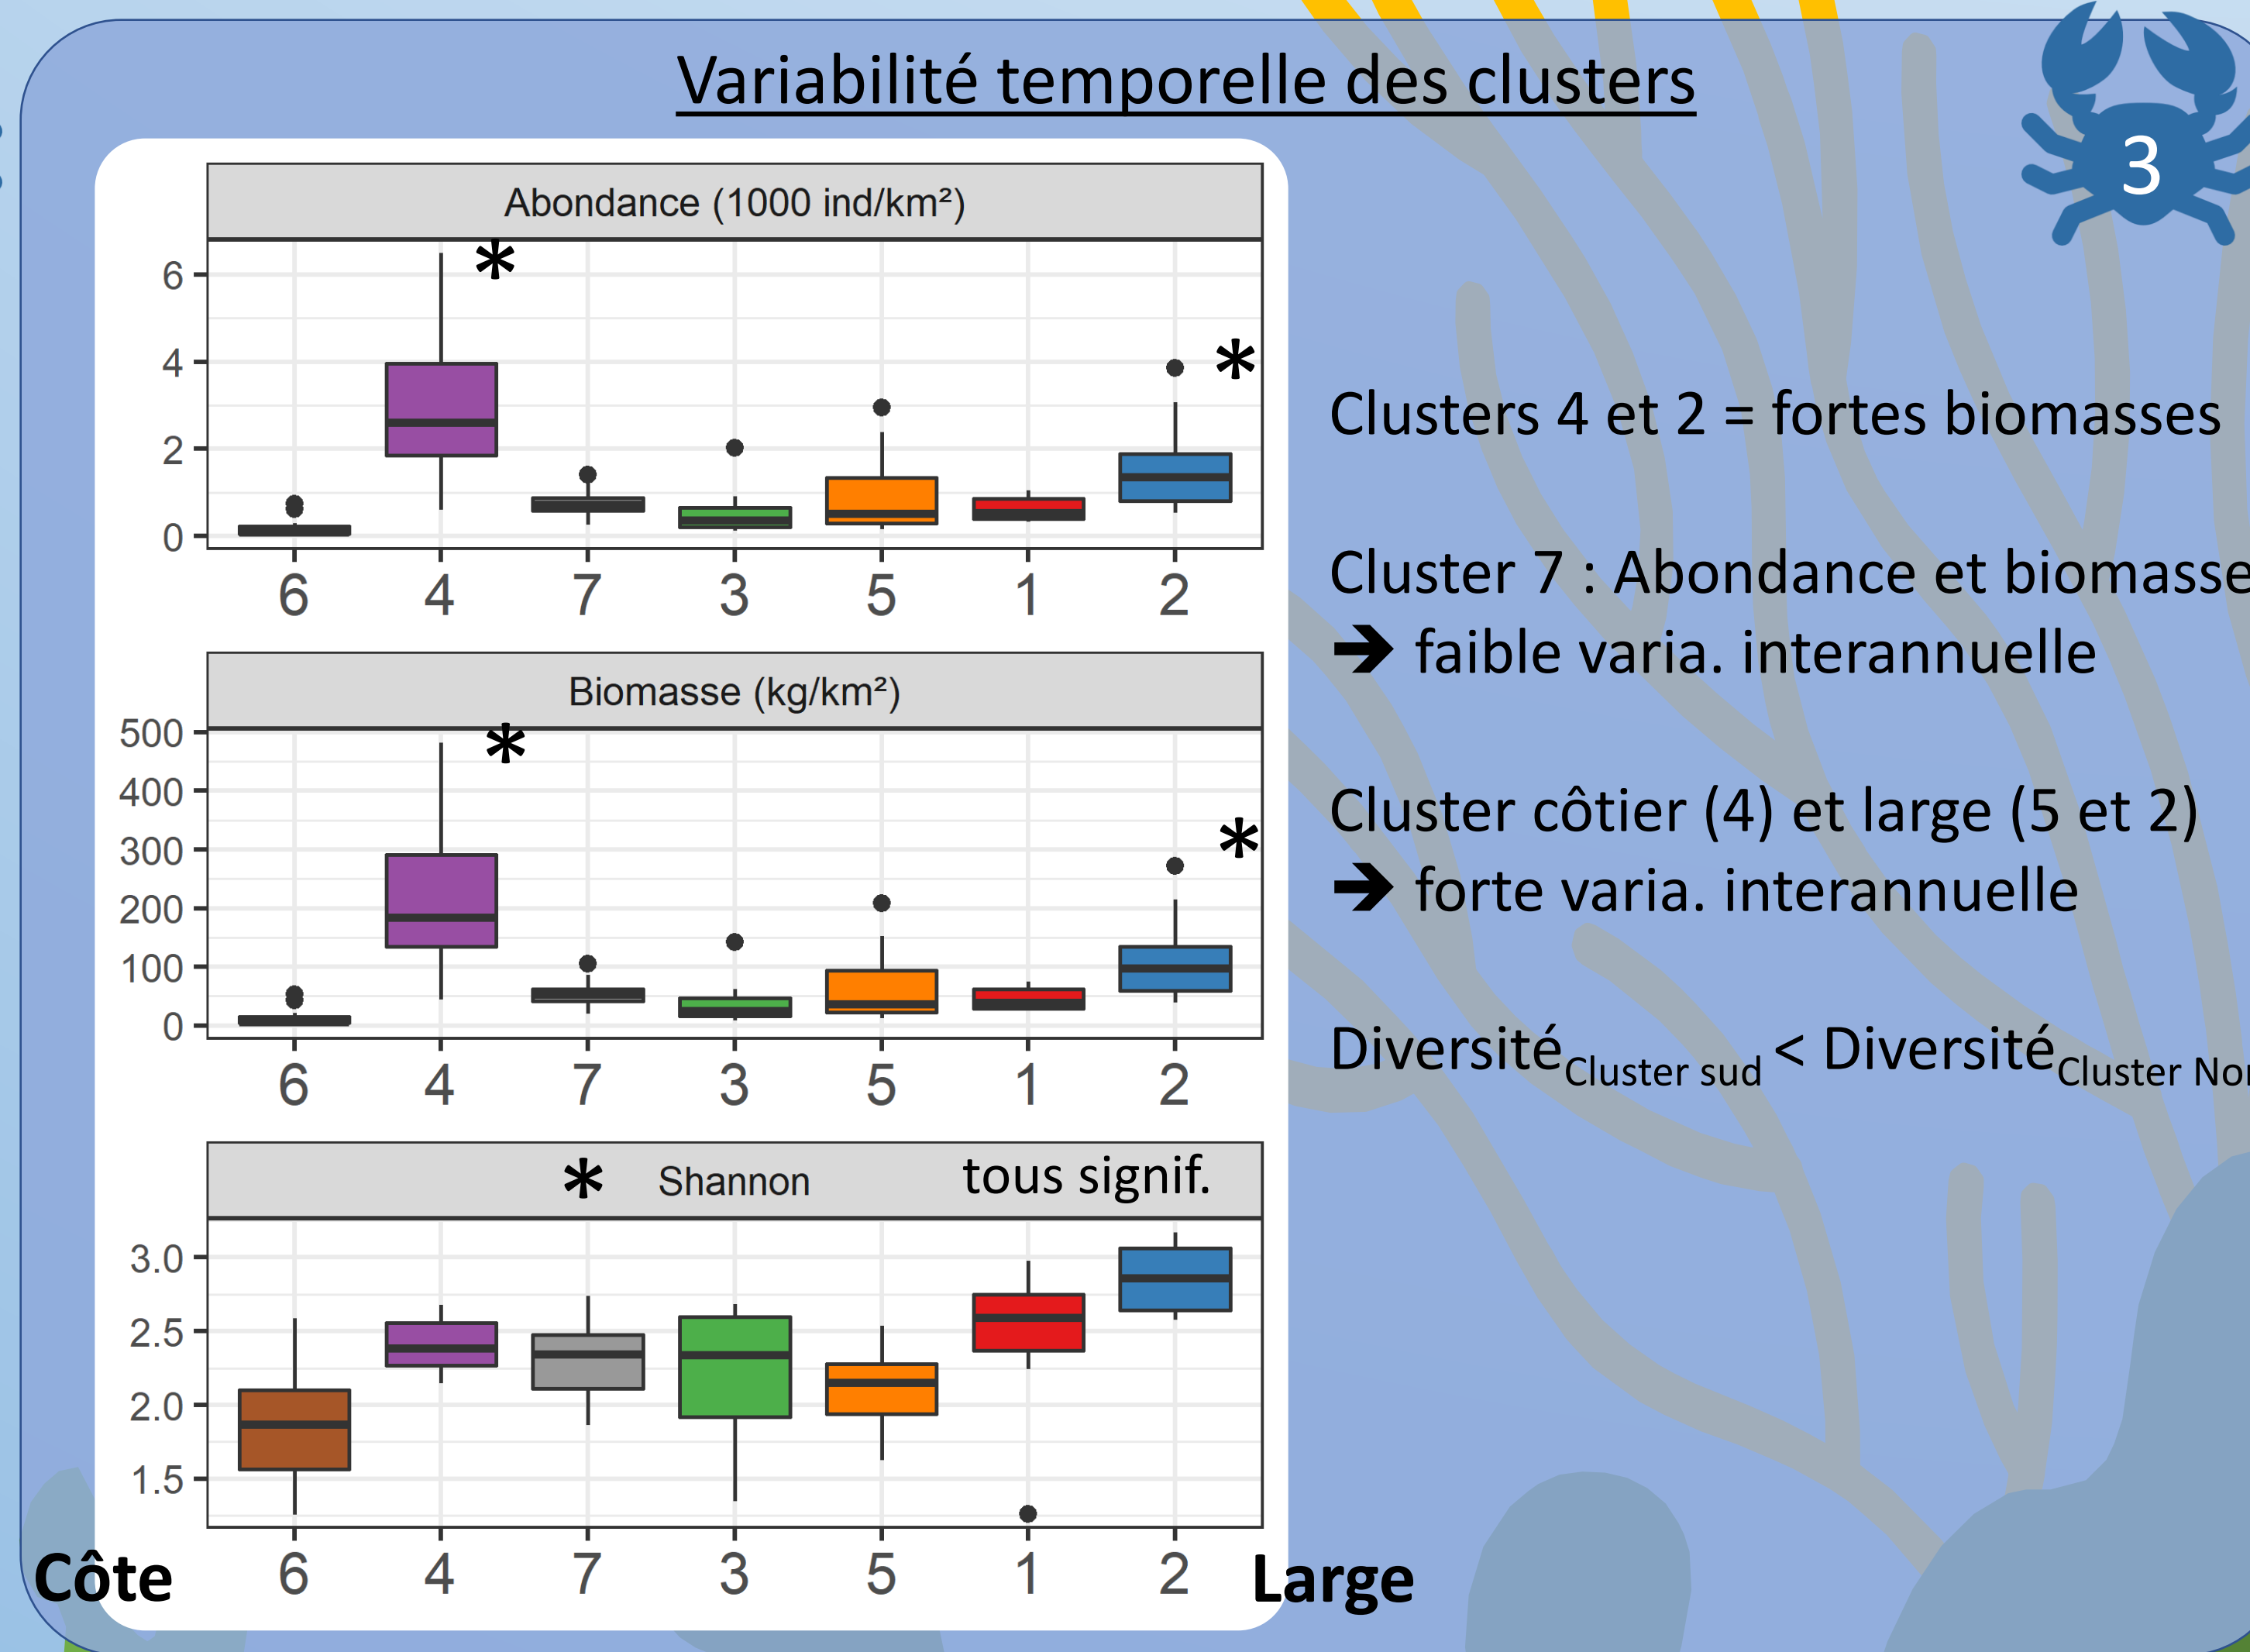 Variabilité temporelle des clusters
3
Abondance (1000 ind/km²)
*
*
6
4
2
0
6 4 7 3 5 1 2
Biomasse (kg/km²)
*
*
500
400
300
200
100
0
6 4 7 3 5 1 2
* Shannon tous signif.
3.0
2.5
2.0
1.5
6 4 7 3 5 1 2
Côte
Large
Clusters 4 et 2 = fortes biomasses
Cluster 7 : Abondance et biomasse
➔ faible varia. interannuelle
Cluster côtier (4) et large (5 et 2)
➔ forte varia. interannuelle
Diversité Cluster sud < Diversité Cluster